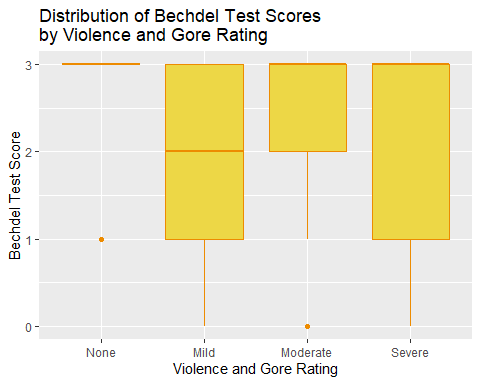 Distribution of Bechdel Test Scores
by Violence and Gore Rating
Bechdel Test Score
3
2
1
0
None Mild Moderate Severe
Violence and Gore Rating